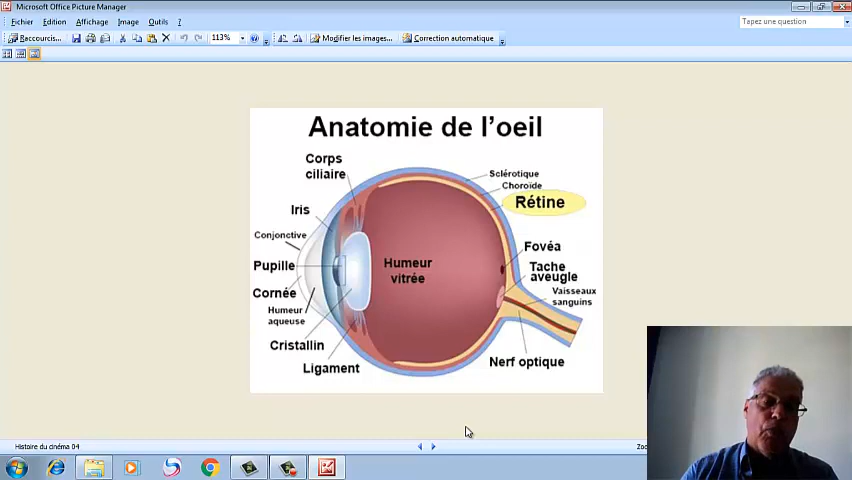 Microsoft Office Picture Manager
Fichier Edition Affichage Image Outils ?
Tapez une question
Raccourcis... 113% Modifier les images... Correction automatique
Anatomie de l'oeil
Corps
ciliaire
Sclérotique
Choroïde
Rétine
Iris
Conjonctive
Fovéa
Pupille
Humeur
vitrée
Tache
aveugle
Cornée
Vaisseaux
sanguins
Humeur
aqueuse
Cristallin
Ligament
Nerf optique
Histoire du cinéma 04